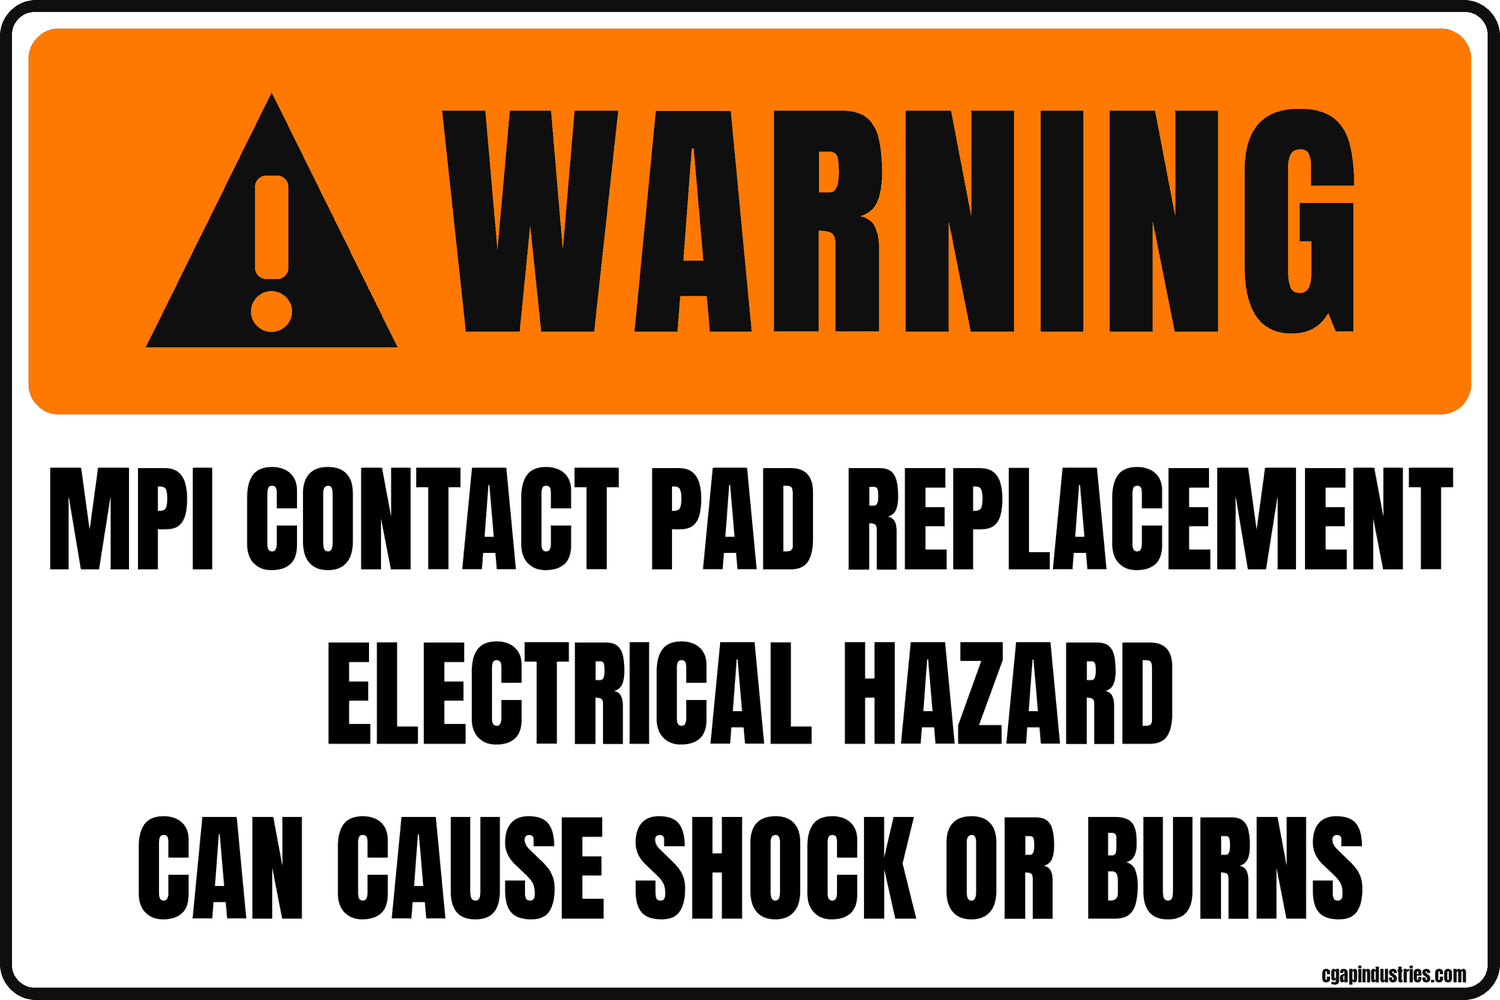 WARNING
MPI CONTACT PAD REPLACEMENT
ELECTRICAL HAZARD
CAN CAUSE SHOCK OR BURNS
cgapindustries.com